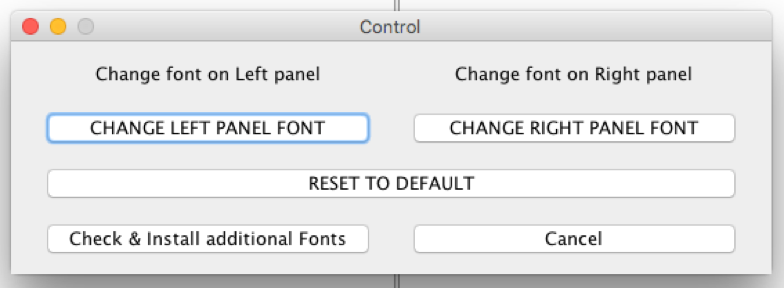 Control
Change font on Left panel
Change font on Right panel
CHANGE LEFT PANEL FONT
CHANGE RIGHT PANEL FONT
RESET TO DEFAULT
Check & Install additional Fonts
Cancel